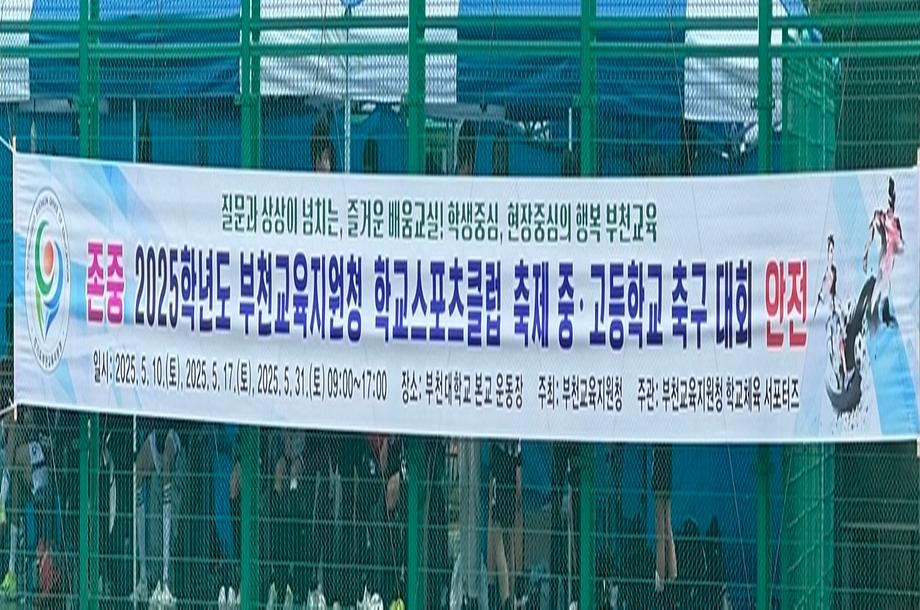 질문과 상상이 넘치는, 즐거운 배움교실! 학생중심, 현장중심의 행복 부천교육
존중 2025학년도 부천교육지원청 학교스포츠클럽 축제 중·고등학교 축구 대회 안전
일시: 2025. 5. 10.(토), 2025. 5. 17.(토), 2025. 5. 31.(토) 09:00~17:00 장소: 부천대학교 본교 운동장 주최: 부천교육지원청 주관: 부천교육지원청 학교체육 서포터즈